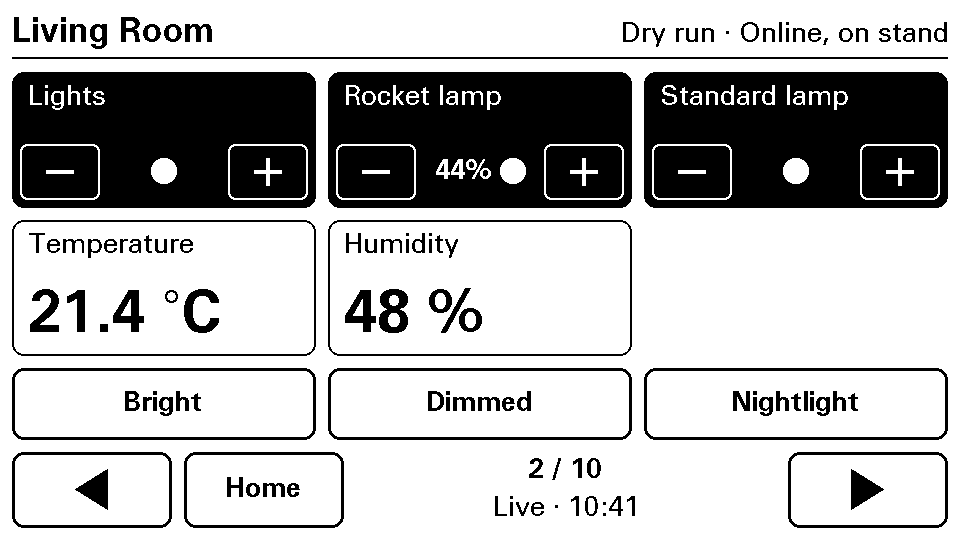 Living Room
Dry run · Online, on stand
Lights
Rocket lamp
Standard lamp
− +
− 44% +
− +
Temperature
Humidity
21.4 °C
48 %
Bright
Dimmed
Nightlight
Home
2 / 10
Live · 10:41